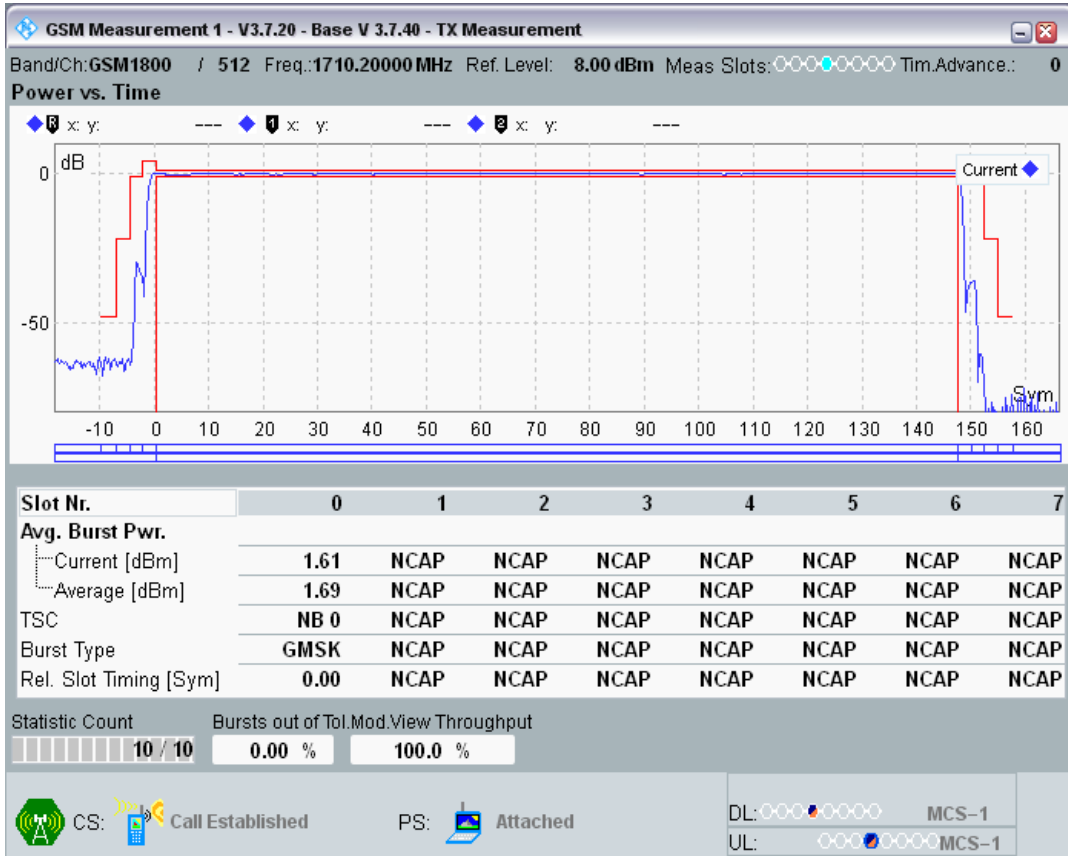 GSM Measurement 1 - V3.7.20 - Base V 3.7.40 - TX Measurement
Band/Ch:GSM1800 / 512 Freq.:1710.20000 MHz Ref. Level: 8.00 dBm Meas Slots: Tim.Advance.: 0
Power vs. Time
R x: y: --- 1 x: y: --- 2 x: y: ---
dB
Current
0
-50
Sym
-10 0 10 20 30 40 50 60 70 80 90 100 110 120 130 140 150 160
Slot Nr. 0 1 2 3 4 5 6 7
Avg. Burst Pwr.
Current [dBm] 1.61 NCAP NCAP NCAP NCAP NCAP NCAP NCAP
Average [dBm] 1.69 NCAP NCAP NCAP NCAP NCAP NCAP NCAP
TSC NB 0 NCAP NCAP NCAP NCAP NCAP NCAP NCAP
Burst Type GMSK NCAP NCAP NCAP NCAP NCAP NCAP NCAP
Rel. Slot Timing [Sym] 0.00 NCAP NCAP NCAP NCAP NCAP NCAP NCAP
Statistic Count Bursts out of Tol. Mod.View Throughput
10 / 10 0.00 % 100.0 %
CS: Call Established PS: Attached
DL: MCS-1
UL: MCS-1